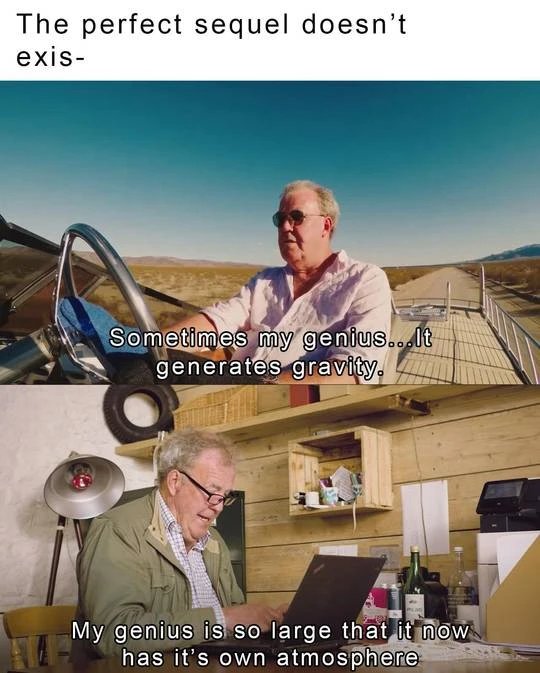 The perfect sequel doesn't
exis-
Sometimes my genius...It
generates gravity.
My genius is so large that it now
has it's own atmosphere